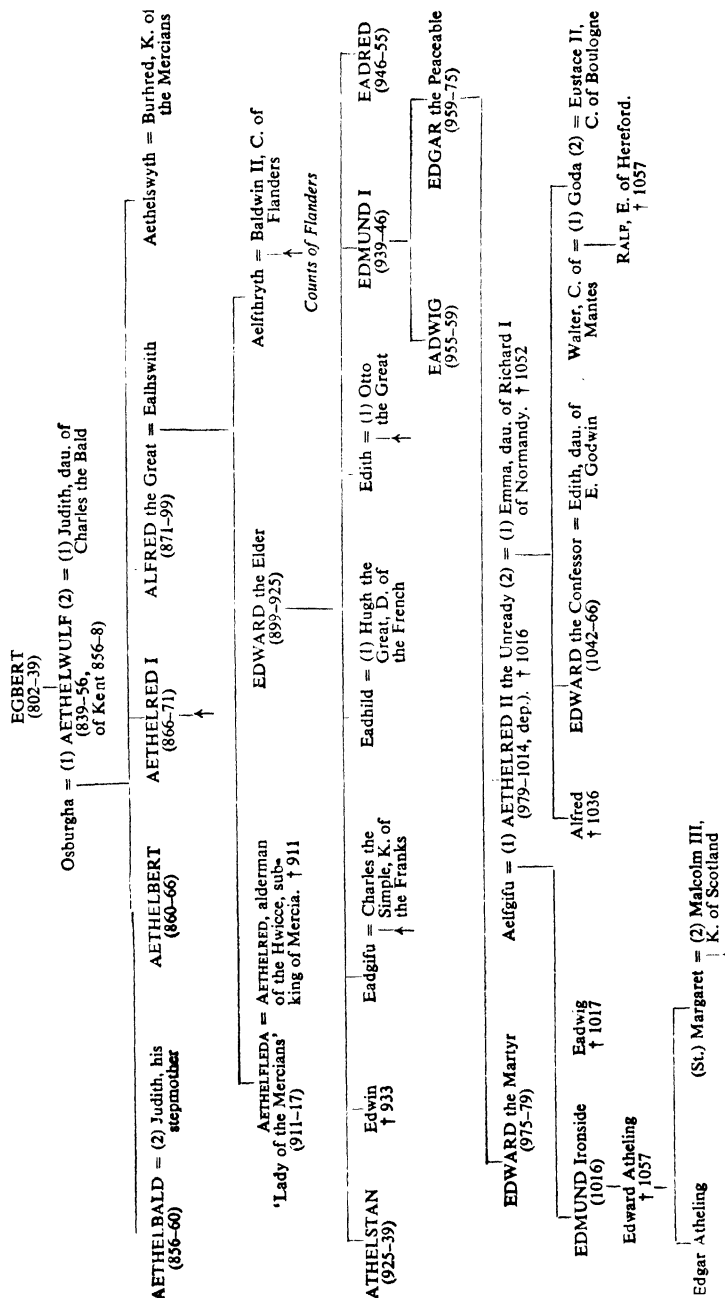 EGBERT
(802–39)
Osburgha = (1) AETHELWULF (2) = (1) Judith, dau. of
(839–56,
of Kent 856–8)
Charles the Bald
AETHELBALD = (2) Judith, his
(856–60)
stepmother
AETHELBERT
(860–66)
AETHELRED I
(866–71)
ALFRED the Great = Ealhswith
(871–99)
Aethelswyth = Burhred, K. of
the Mercians
AETHELFLEDA = AETHELRED, alderman
'Lady of the Mercians'
(911–17)
of the Hwicce, sub-
king of Mercia. † 911
EDWARD the Elder
(899–925)
Aelfthryth = Baldwin II, C. of
Flanders
Counts of Flanders
ATHELSTAN
(925–39)
Edwin
† 933
Eadgifu = Charles the
Simple, K. of
the Franks
Eadhild = (1) Hugh the
Great, D. of
the French
Edith = (1) Otto
the Great
EDMUND I
(939–46)
EADRED
(946–55)
EADWIG
(955–59)
EDGAR the Peaceable
(959–75)
EDWARD the Martyr
(975–79)
Aelfgifu = (1) AETHELRED II the Unready (2) = (1) Emma, dau. of Richard I
(979–1014, dep.). † 1016
of Normandy. † 1052
EDMUND Ironside
(1016)
Eadwig
† 1017
Alfred
† 1036
EDWARD the Confessor = Edith, dau. of
(1042–66)
E. Godwin
Walter, C. of = (1) Goda (2) = Eustace II,
Mantes
C. of Boulogne
RALF, E. of Hereford.
† 1057
Edward Atheling
† 1057
Edgar Atheling
(St.) Margaret = (2) Malcolm III,
K. of Scotland